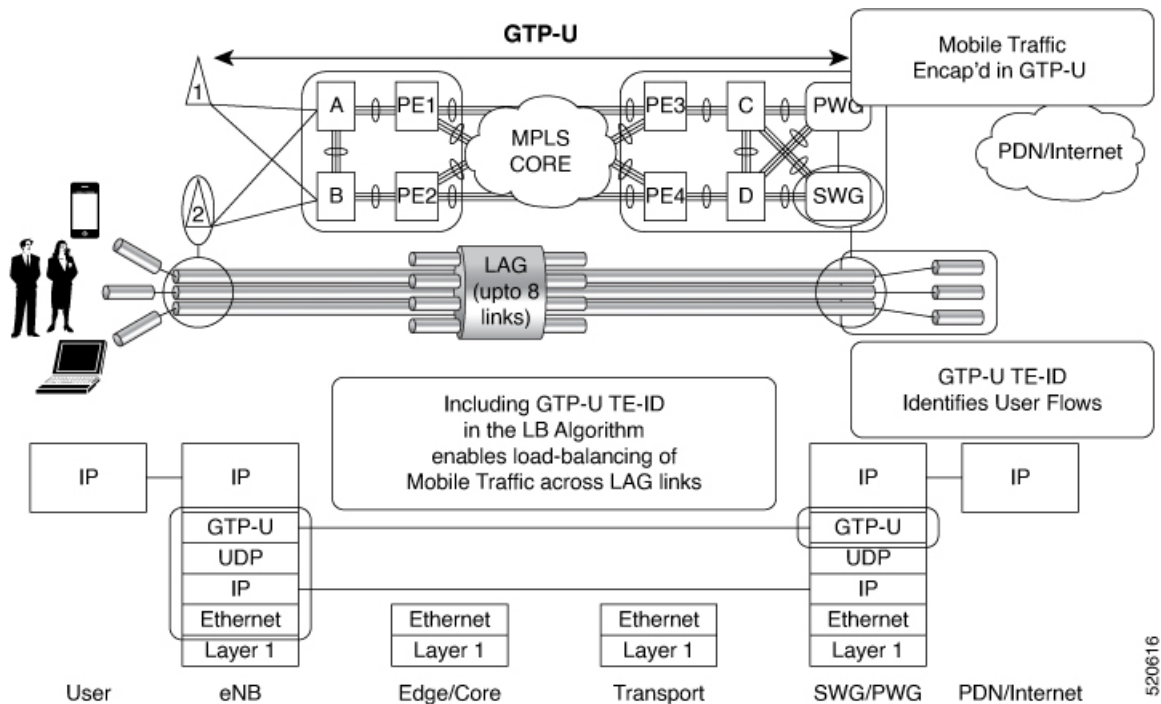 GTP-U
Mobile Traffic
Encap'd in GTP-U
1
A
PE1
PE3
C
PWG
MPLS
CORE
PDN/Internet
2
B
PE2
PE4
D
SWG
LAG
(upto 8
links)
GTP-U TE-ID
Identifies User Flows
Including GTP-U TE-ID
in the LB Algorithm
enables load-balancing of
Mobile Traffic across LAG links
IP
IP
IP
IP
GTP-U
GTP-U
UDP
UDP
IP
IP
Ethernet
Ethernet
Ethernet
Ethernet
Layer 1
Layer 1
Layer 1
Layer 1
User
eNB
Edge/Core
Transport
SWG/PWG
PDN/Internet
520616